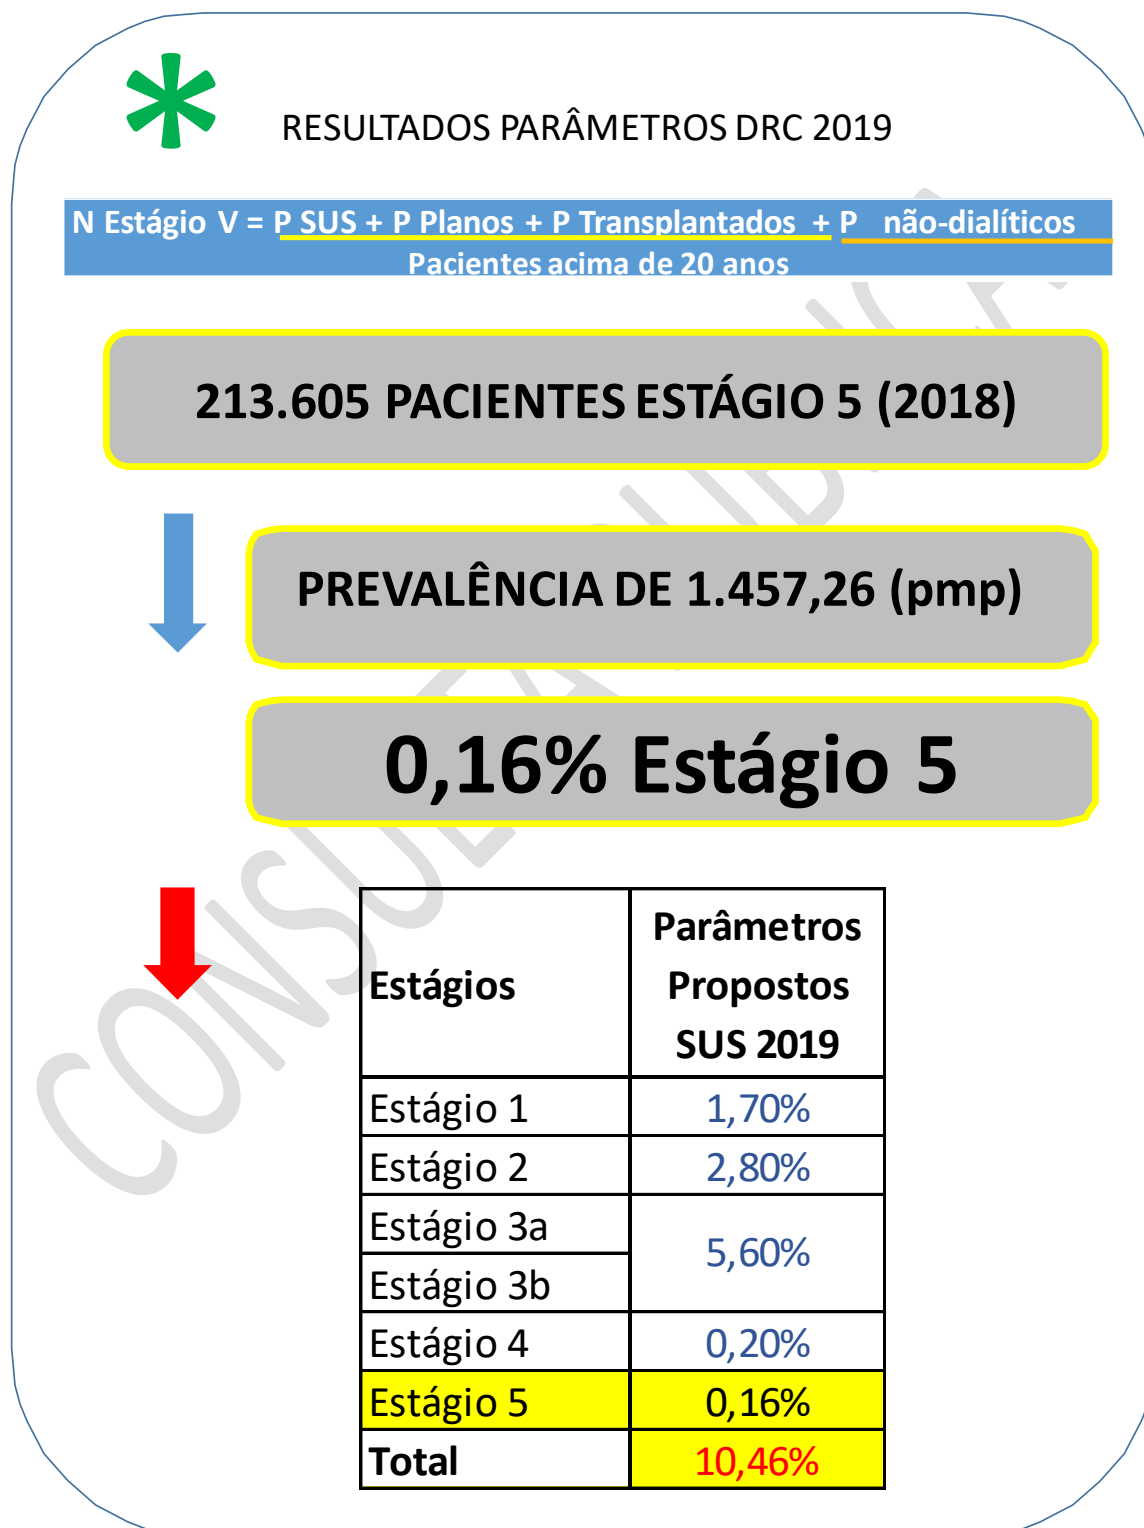 RESULTADOS PARÂMETROS DRC 2019
N Estágio V = P SUS + P Planos + P Transplantados + P não-dialíticos
Pacientes acima de 20 anos
213.605 PACIENTES ESTÁGIO 5 (2018)
PREVALÊNCIA DE 1.457,26 (pmp)
0,16% Estágio 5
Estágios
Parâmetros
Propostos
SUS 2019
Estágio 1 1,70%
Estágio 2 2,80%
Estágio 3a
5,60%
Estágio 3b
Estágio 4 0,20%
Estágio 5 0,16%
Total 10,46%
CONSULTA PÚBLICA